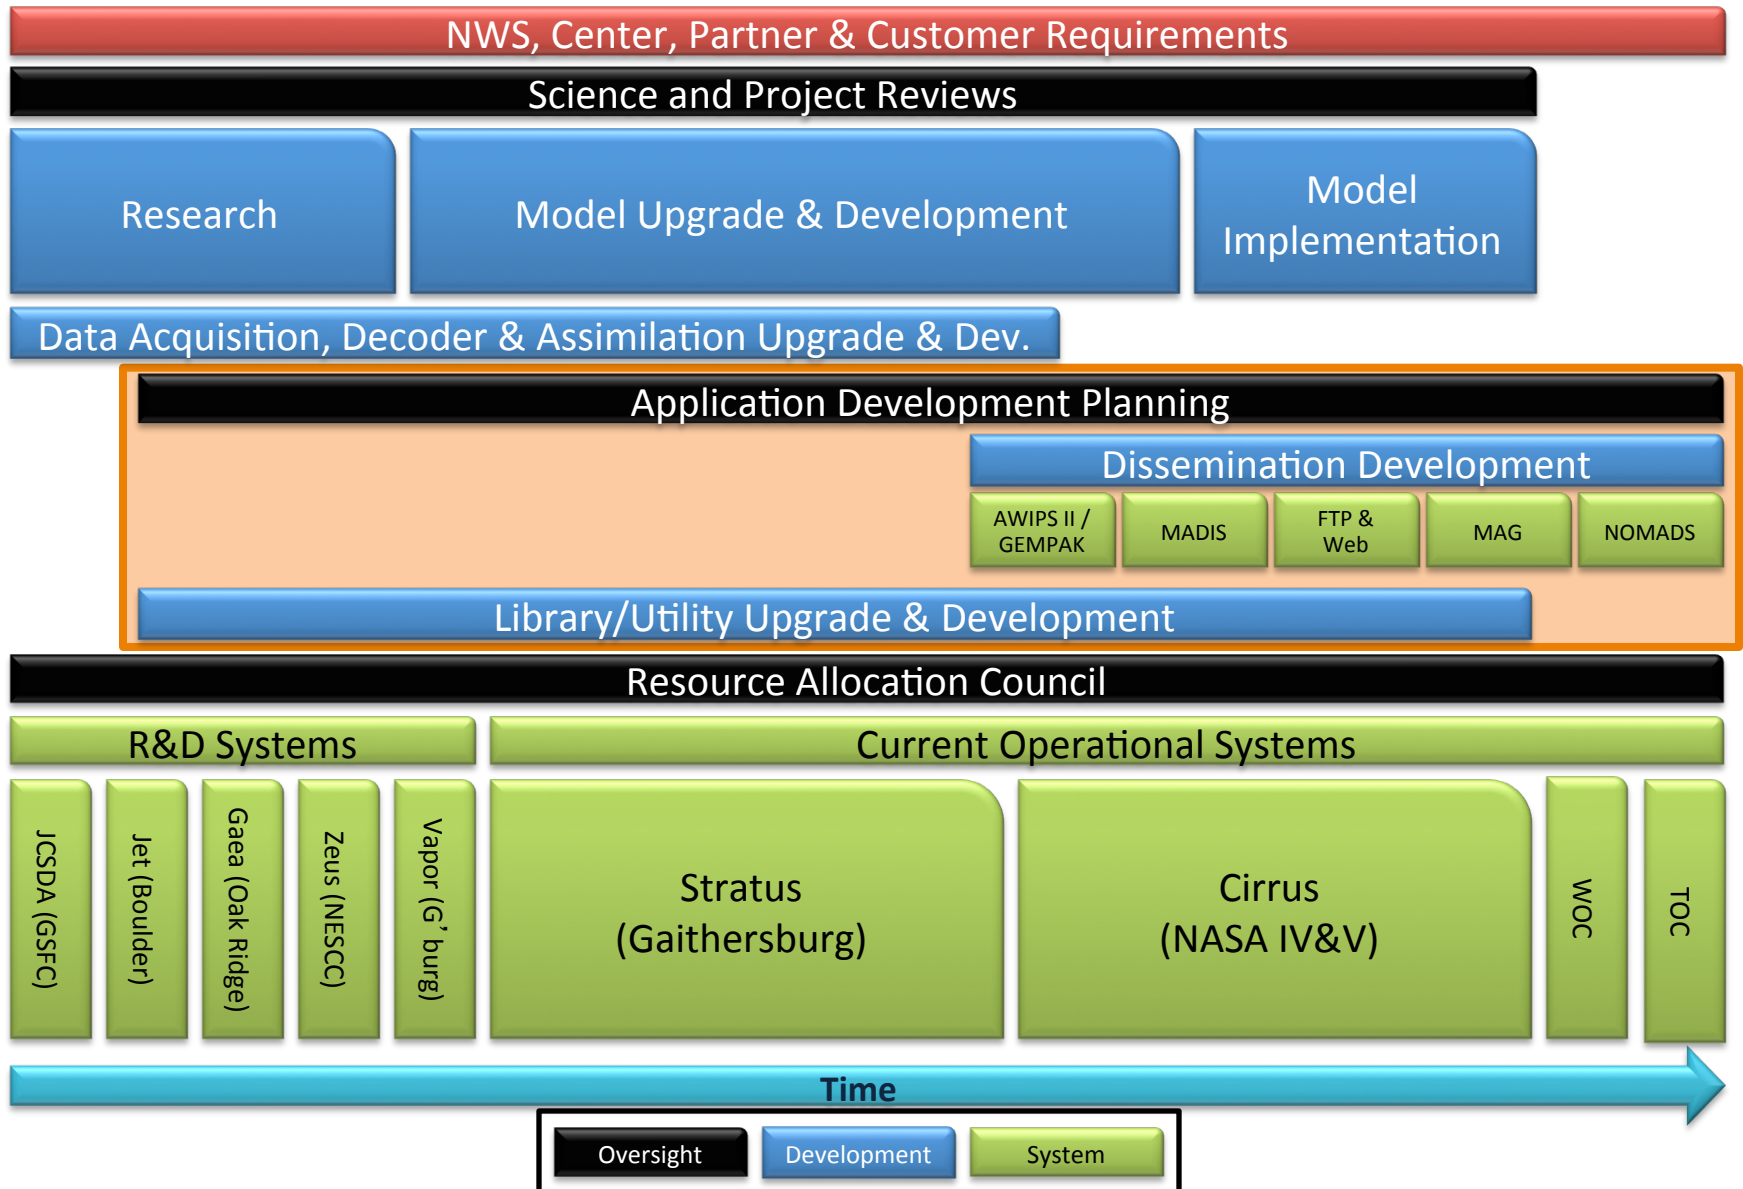 NWS, Center, Partner & Customer Requirements
Science and Project Reviews
Research
Model Upgrade & Development
Model
Implementation
Data Acquisition, Decoder & Assimilation Upgrade & Dev.
Application Development Planning
Dissemination Development
AWIPS II /
GEMPAK
MADIS
FTP &
Web
MAG
NOMADS
Library/Utility Upgrade & Development
Resource Allocation Council
R&D Systems
Current Operational Systems
JCSDA (GSFC)
Jet (Boulder)
Gaea (Oak Ridge)
Zeus (NESCC)
Vapor (G' burg)
Stratus
(Gaithersburg)
Cirrus
(NASA IV&V)
WOC
TOC
Time
Oversight
Development
System